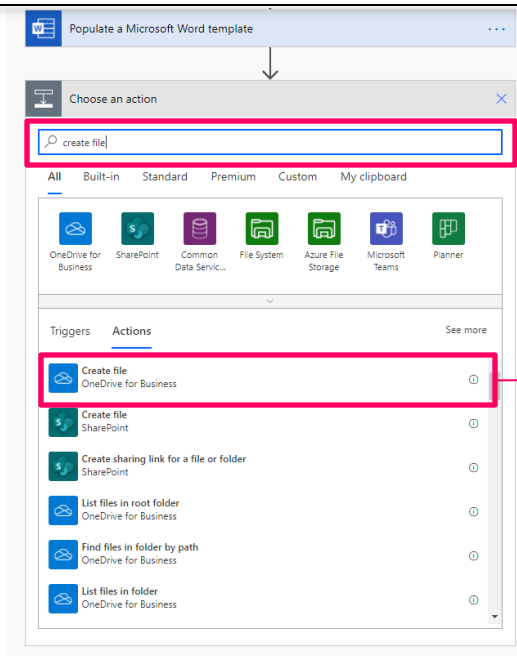 Populate a Microsoft Word template
Choose an action
create file
All Built-in Standard Premium Custom My clipboard
OneDrive for SharePoint Common File System Azure File Microsoft Planner
Business Data Servic... Storage Teams
Triggers Actions See more
Create file
OneDrive for Business
Create file
SharePoint
Create sharing link for a file or folder
SharePoint
List files in root folder
OneDrive for Business
Find files in folder by path
OneDrive for Business
List files in folder
OneDrive for Business